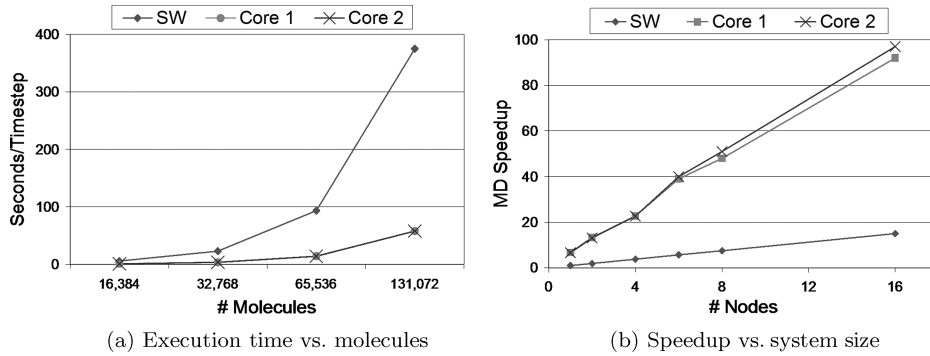 SW Core 1 Core 2
400
300
200
100
0
Seconds/Timestep
16,384 32,768 65,536 131,072
# Molecules
(a) Execution time vs. molecules
SW Core 1 Core 2
100
80
60
40
20
0
MD Speedup
0 4 8 12 16
# Nodes
(b) Speedup vs. system size